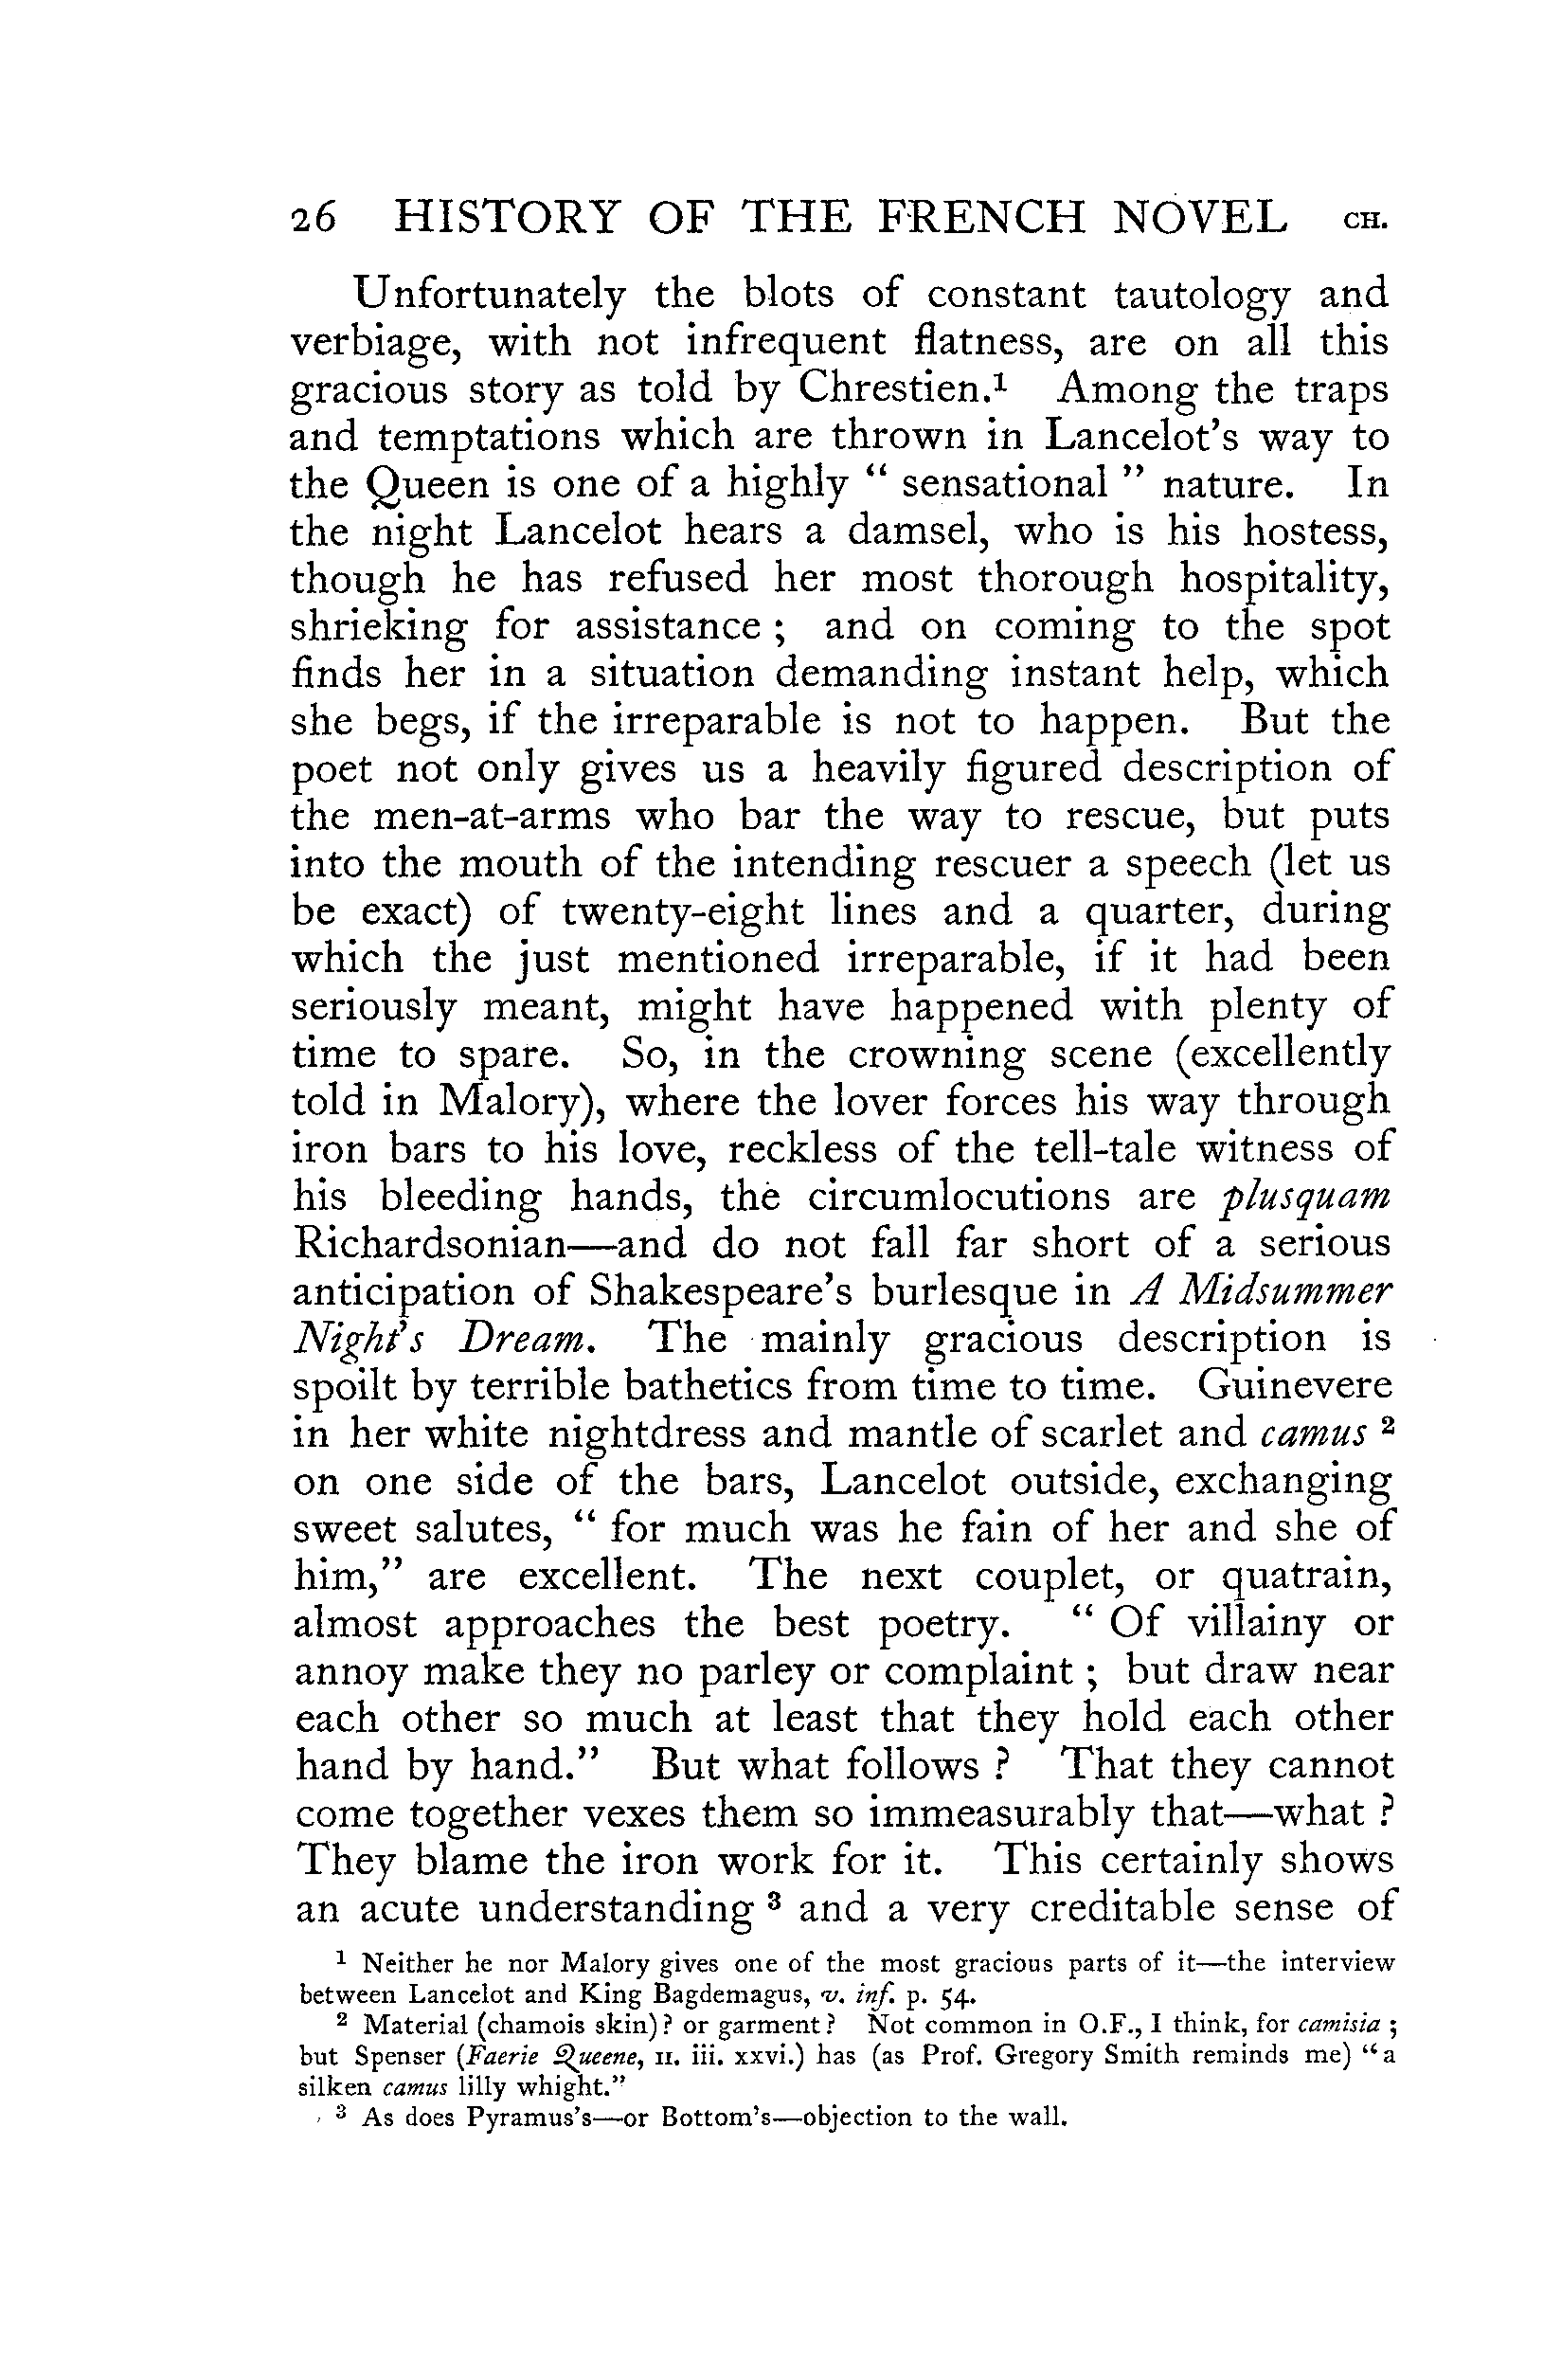 26 HISTORY OF THE FRENCH NOVEL CH.
Unfortunately the blots of constant tautology and
verbiage, with not infrequent flatness, are on all this
gracious story as told by Chrestien.¹ Among the traps
and temptations which are thrown in Lancelot's way to
the Queen is one of a highly “ sensational ” nature. In
the night Lancelot hears a damsel, who is his hostess,
though he has refused her most thorough hospitality,
shrieking for assistance ; and on coming to the spot
finds her in a situation demanding instant help, which
she begs, if the irreparable is not to happen. But the
poet not only gives us a heavily figured description of
the men-at-arms who bar the way to rescue, but puts
into the mouth of the intending rescuer a speech (let us
be exact) of twenty-eight lines and a quarter, during
which the just mentioned irreparable, if it had been
seriously meant, might have happened with plenty of
time to spare. So, in the crowning scene (excellently
told in Malory), where the lover forces his way through
iron bars to his love, reckless of the tell-tale witness of
his bleeding hands, the circumlocutions are plusquam
Richardsonian—and do not fall far short of a serious
anticipation of Shakespeare's burlesque in A Midsummer
Night's Dream. The mainly gracious description is
spoilt by terrible bathetics from time to time. Guinevere
in her white nightdress and mantle of scarlet and camus ²
on one side of the bars, Lancelot outside, exchanging
sweet salutes, “ for much was he fain of her and she of
him,” are excellent. The next couplet, or quatrain,
almost approaches the best poetry. “ Of villainy or
annoy make they no parley or complaint ; but draw near
each other so much at least that they hold each other
hand by hand.” But what follows ? That they cannot
come together vexes them so immeasurably that—what ?
They blame the iron work for it. This certainly shows
an acute understanding ³ and a very creditable sense of
¹ Neither he nor Malory gives one of the most gracious parts of it—the interview
between Lancelot and King Bagdemagus, v. inf. p. 54.
² Material (chamois skin) ? or garment ? Not common in O.F., I think, for camisia ;
but Spenser (Faerie Queene, II. iii. xxvi.) has (as Prof. Gregory Smith reminds me) “a
silken camus lilly whight.”
³ As does Pyramus's—or Bottom's—objection to the wall.